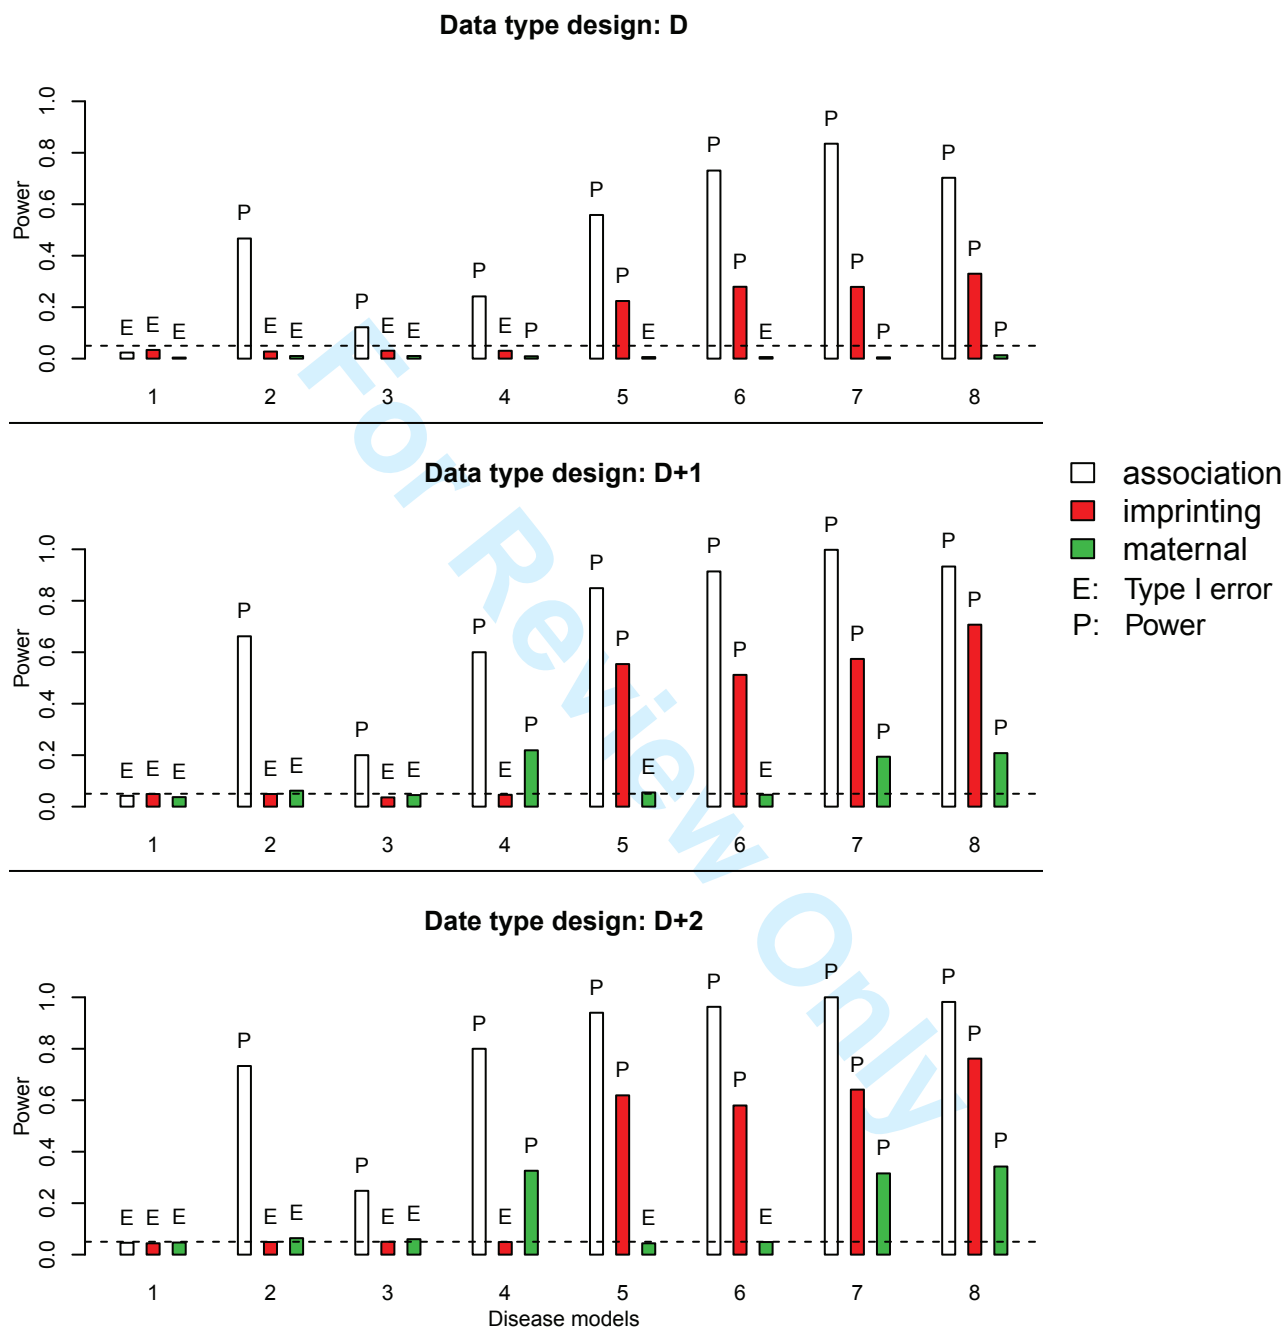 Data type design: D
Power
0.0 0.2 0.4 0.6 0.8 1.0
E E E P E E P E E P E P P P E P P E P P P P P P
1 2 3 4 5 6 7 8
Data type design: D+1
Power
0.0 0.2 0.4 0.6 0.8 1.0
E E E P E E P E E P E P P P E P P E P P P P P P
1 2 3 4 5 6 7 8
association
imprinting
maternal
E: Type I error
P: Power
Date type design: D+2
Power
0.0 0.2 0.4 0.6 0.8 1.0
E E E P E E P E E P E P P P E P P E P P P P P P
1 2 3 4 5 6 7 8
Disease models
For Review Only